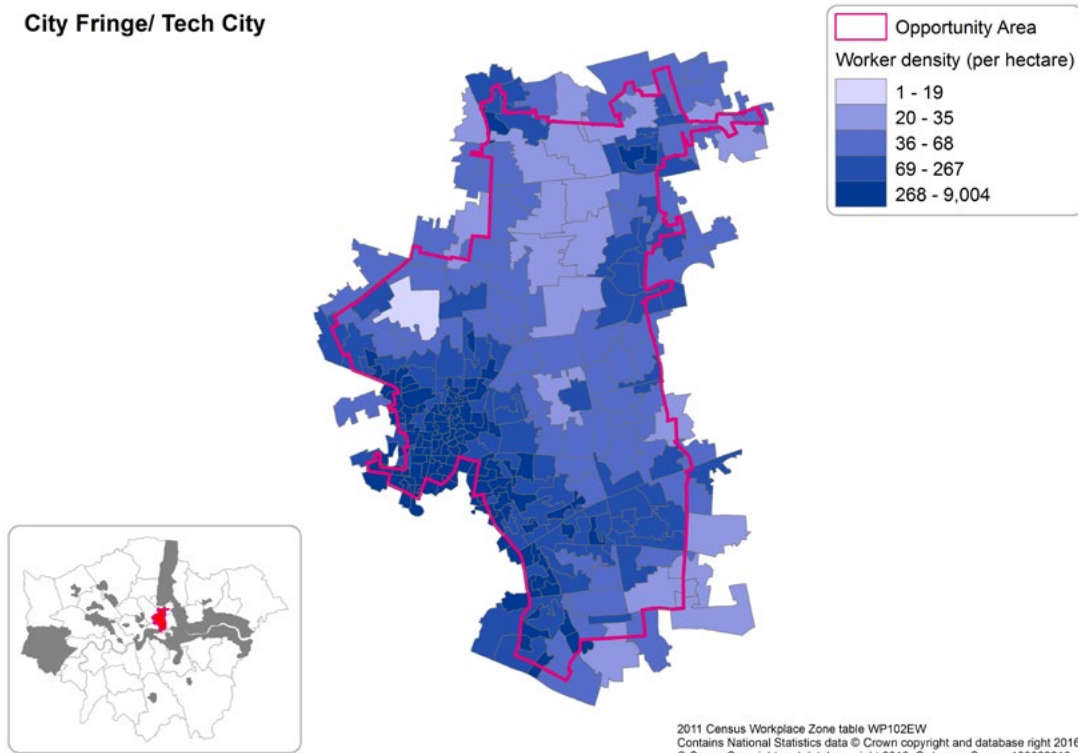 City Fringe/ Tech City
Opportunity Area
Worker density (per hectare)
1 - 19
20 - 35
36 - 68
69 - 267
268 - 9,004
2011 Census Workplace Zone table WP102EW
Contains National Statistics data © Crown copyright and database right 2016